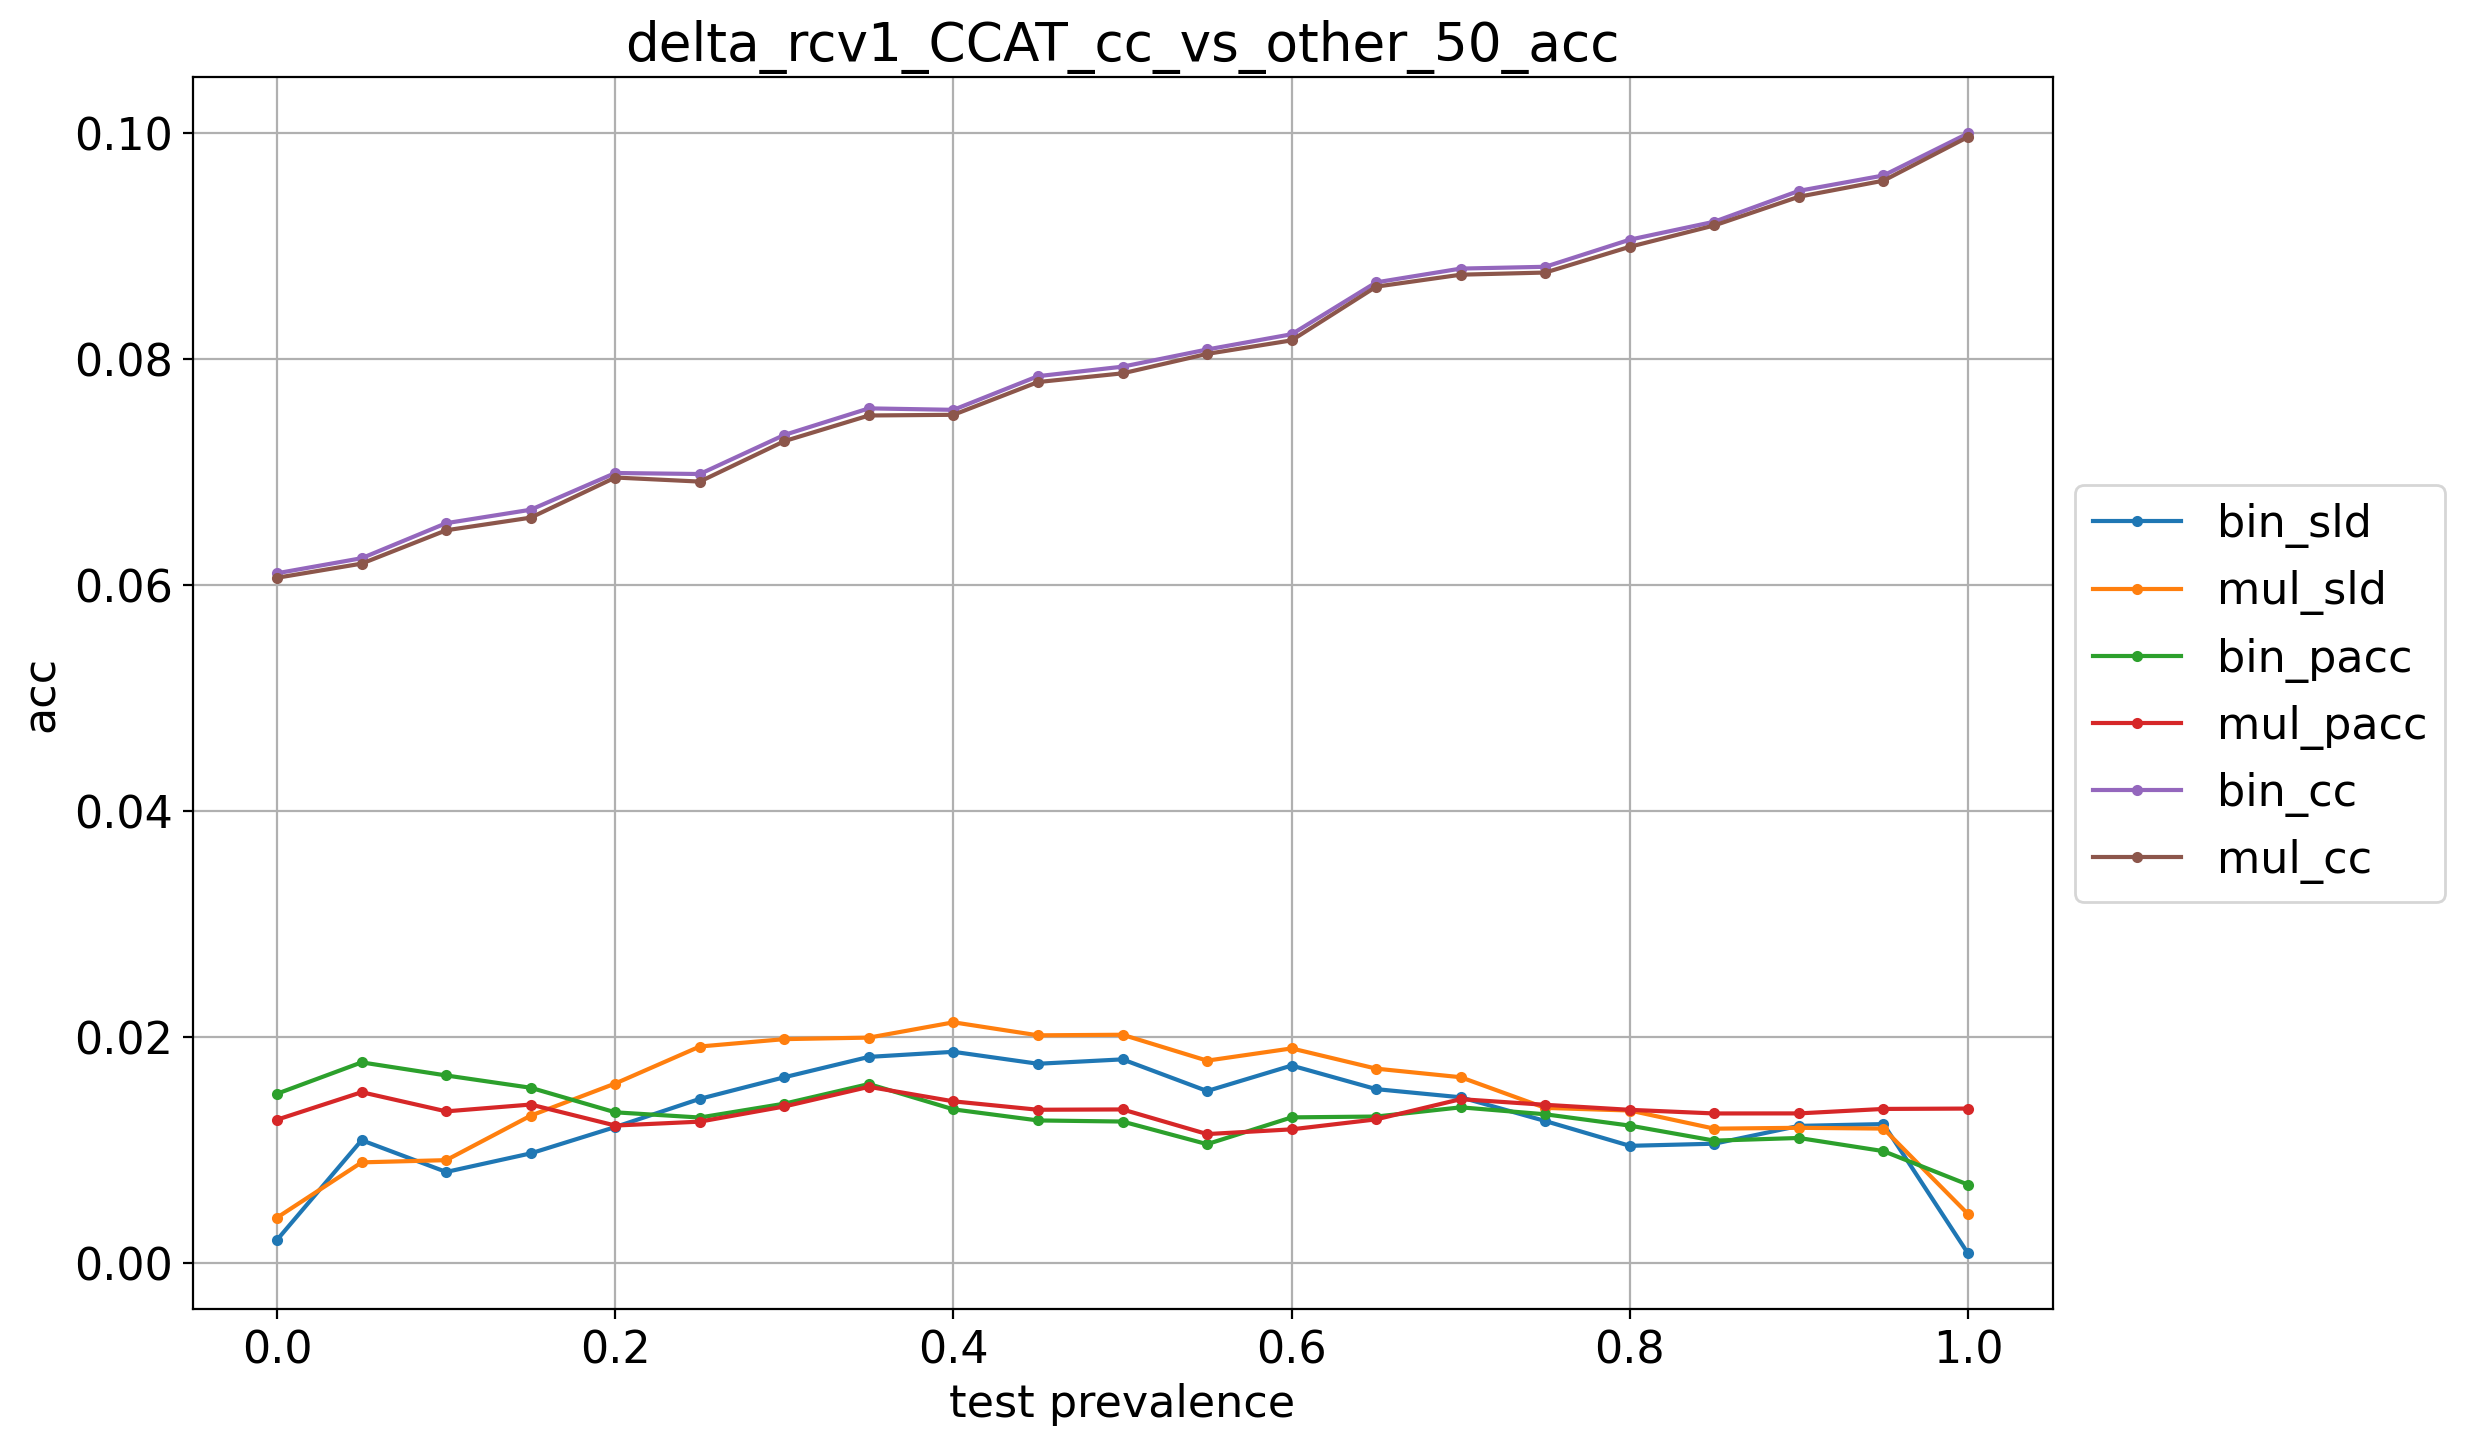 delta_rcv1_CCAT_cc_vs_other_50_acc
0.10
0.08
0.06
0.04
0.02
0.00
acc
0.0 0.2 0.4 0.6 0.8 1.0
test prevalence
bin_sld
mul_sld
bin_pacc
mul_pacc
bin_cc
mul_cc